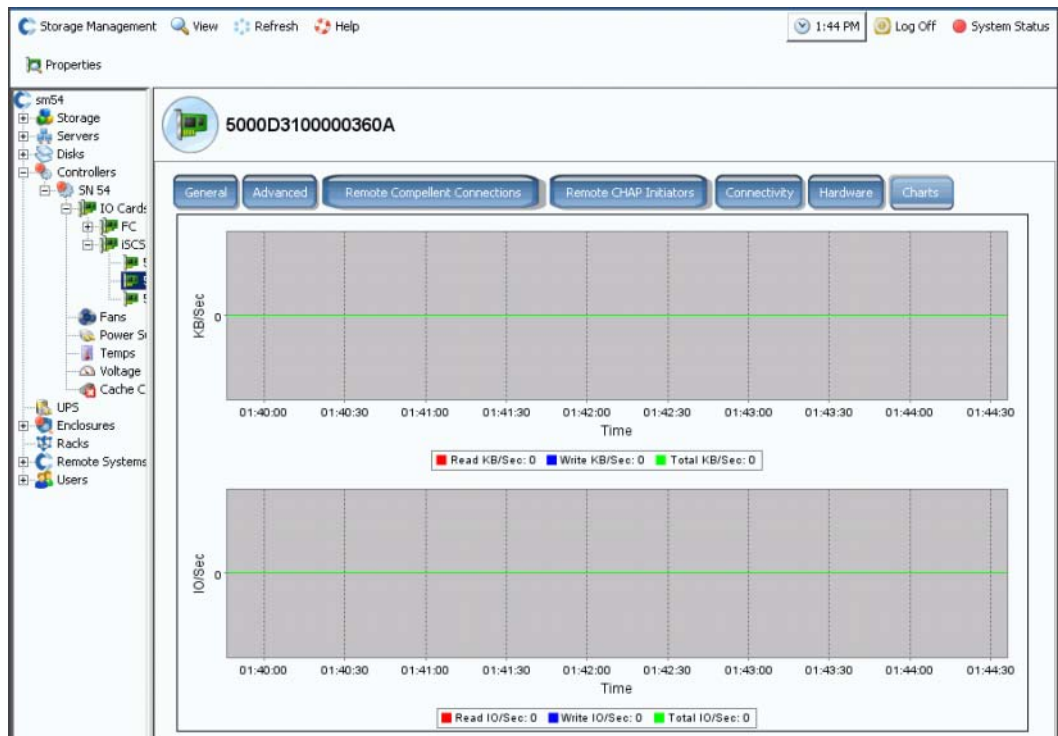 Storage Management View Refresh Help 1:44 PM Log Off System Status
Properties
sm54
Storage
Servers
Disks
Controllers
SN 54
IO Cards
FC
iSCS
5
5
5
Fans
Power S
Temps
Voltage
Cache C
UPS
Enclosures
Racks
Remote Systems
Users
5000D3100000360A
General Advanced Remote Compellent Connections Remote CHAP Initiators Connectivity Hardware Charts
KB/Sec
0
01:40:00 01:40:30 01:41:00 01:41:30 01:42:00 01:42:30 01:43:00 01:43:30 01:44:00 01:44:30
Time
Read KB/Sec: 0 Write KB/Sec: 0 Total KB/Sec: 0
IO/Sec
0
01:40:00 01:40:30 01:41:00 01:41:30 01:42:00 01:42:30 01:43:00 01:43:30 01:44:00 01:44:30
Time
Read IO/Sec: 0 Write IO/Sec: 0 Total IO/Sec: 0